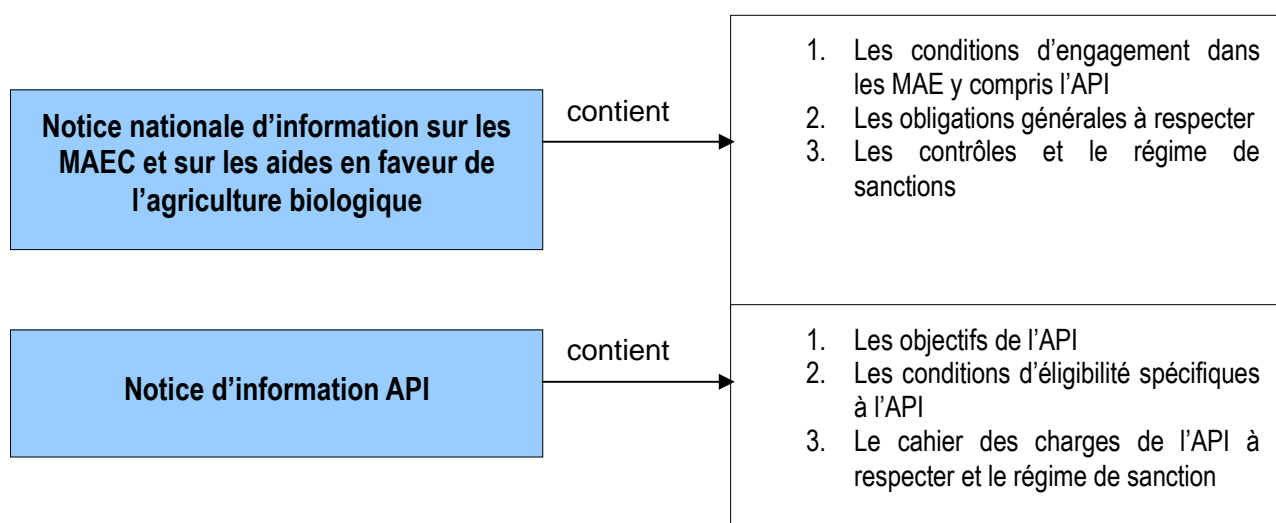 Notice nationale d’information sur les
MAEC et sur les aides en faveur de
l’agriculture biologique
contient
1. Les conditions d’engagement dans
les MAE y compris l’API
2. Les obligations générales à respecter
3. Les contrôles et le régime de
sanctions
Notice d’information API
contient
1. Les objectifs de l’API
2. Les conditions d’éligibilité spécifiques
à l’API
3. Le cahier des charges de l’API à
respecter et le régime de sanction